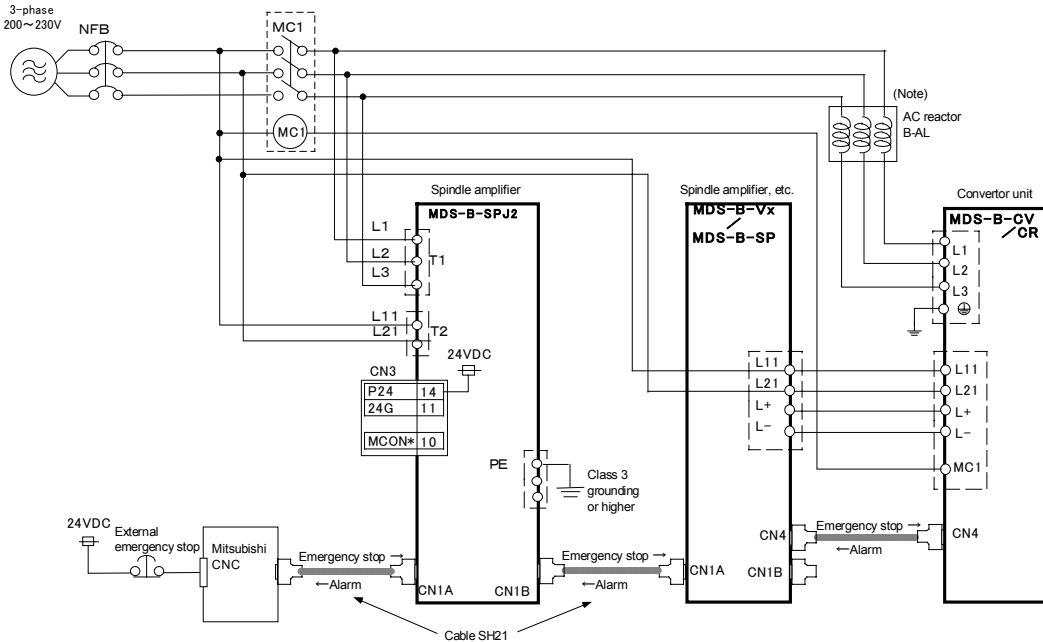 3-phase
200～230V
NFB
MC1
MC1
(Note)
AC reactor
B-AL
Spindle amplifier
MDS-B-SPJ2
L1
L2
L3
T1
L11
L21
T2
24VDC
CN3
P24 14
24G 11
MCON* 10
PE
Class 3
grounding
or higher
Spindle amplifier, etc.
MDS-B-Vx
/
MDS-B-SP
L11
L21
L+
L-
Convertor unit
MDS-B-CV
/CR
L1
L2
L3
L11
L21
L+
L-
MC1
24VDC
External
emergency stop
Mitsubishi
CNC
Emergency stop →
←Alarm
CN1A
CN1B
Emergency stop →
←Alarm
CN1A
CN4
CN1B
Emergency stop →
←Alarm
CN4
Cable SH21